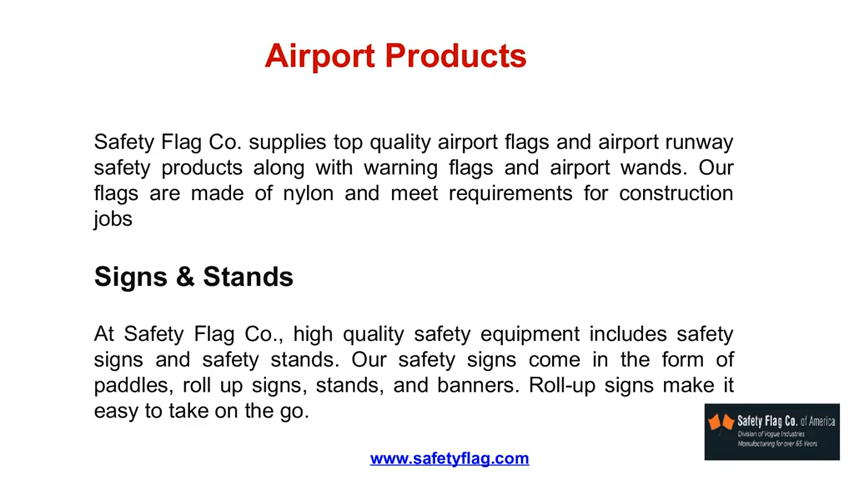 Airport Products
Safety Flag Co. supplies top quality airport flags and airport runway
safety products along with warning flags and airport wands. Our
flags are made of nylon and meet requirements for construction
jobs
Signs & Stands
At Safety Flag Co., high quality safety equipment includes safety
signs and safety stands. Our safety signs come in the form of
paddles, roll up signs, stands, and banners. Roll-up signs make it
easy to take on the go.
Safety Flag Co. of America
Division of Vogue Industries
Manufacturing for over 65 Years
www.safetyflag.com